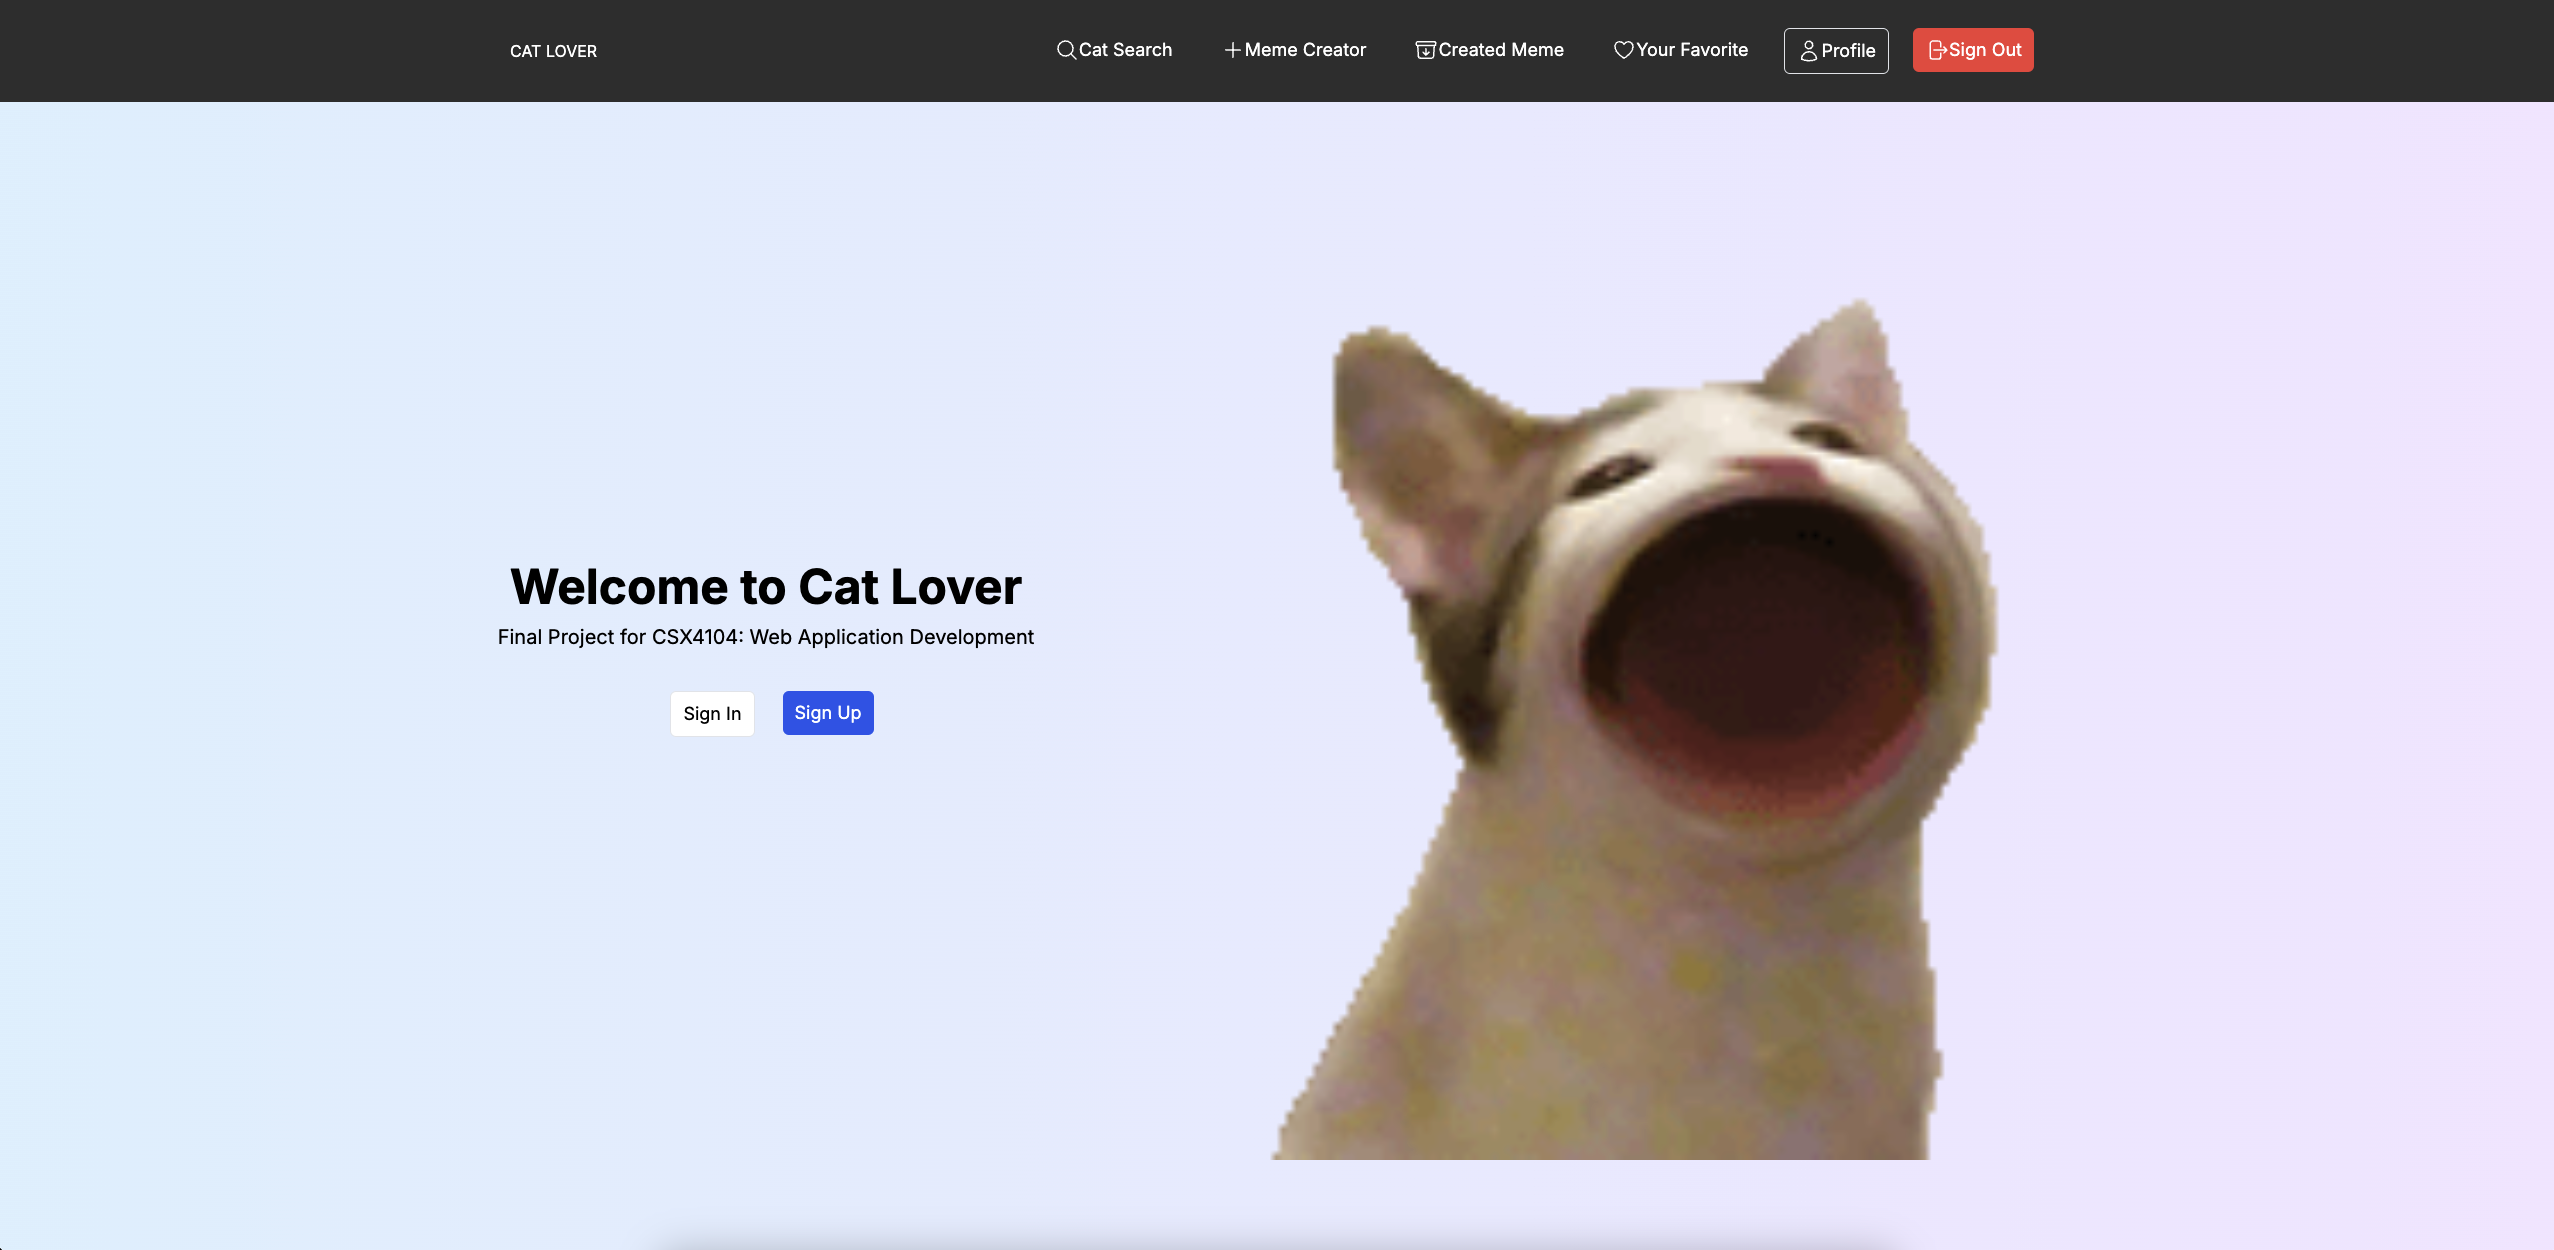 CAT LOVER
Cat Search
Meme Creator
Created Meme
Your Favorite
Profile
Sign Out
Welcome to Cat Lover
Final Project for CSX4104: Web Application Development
Sign In
Sign Up